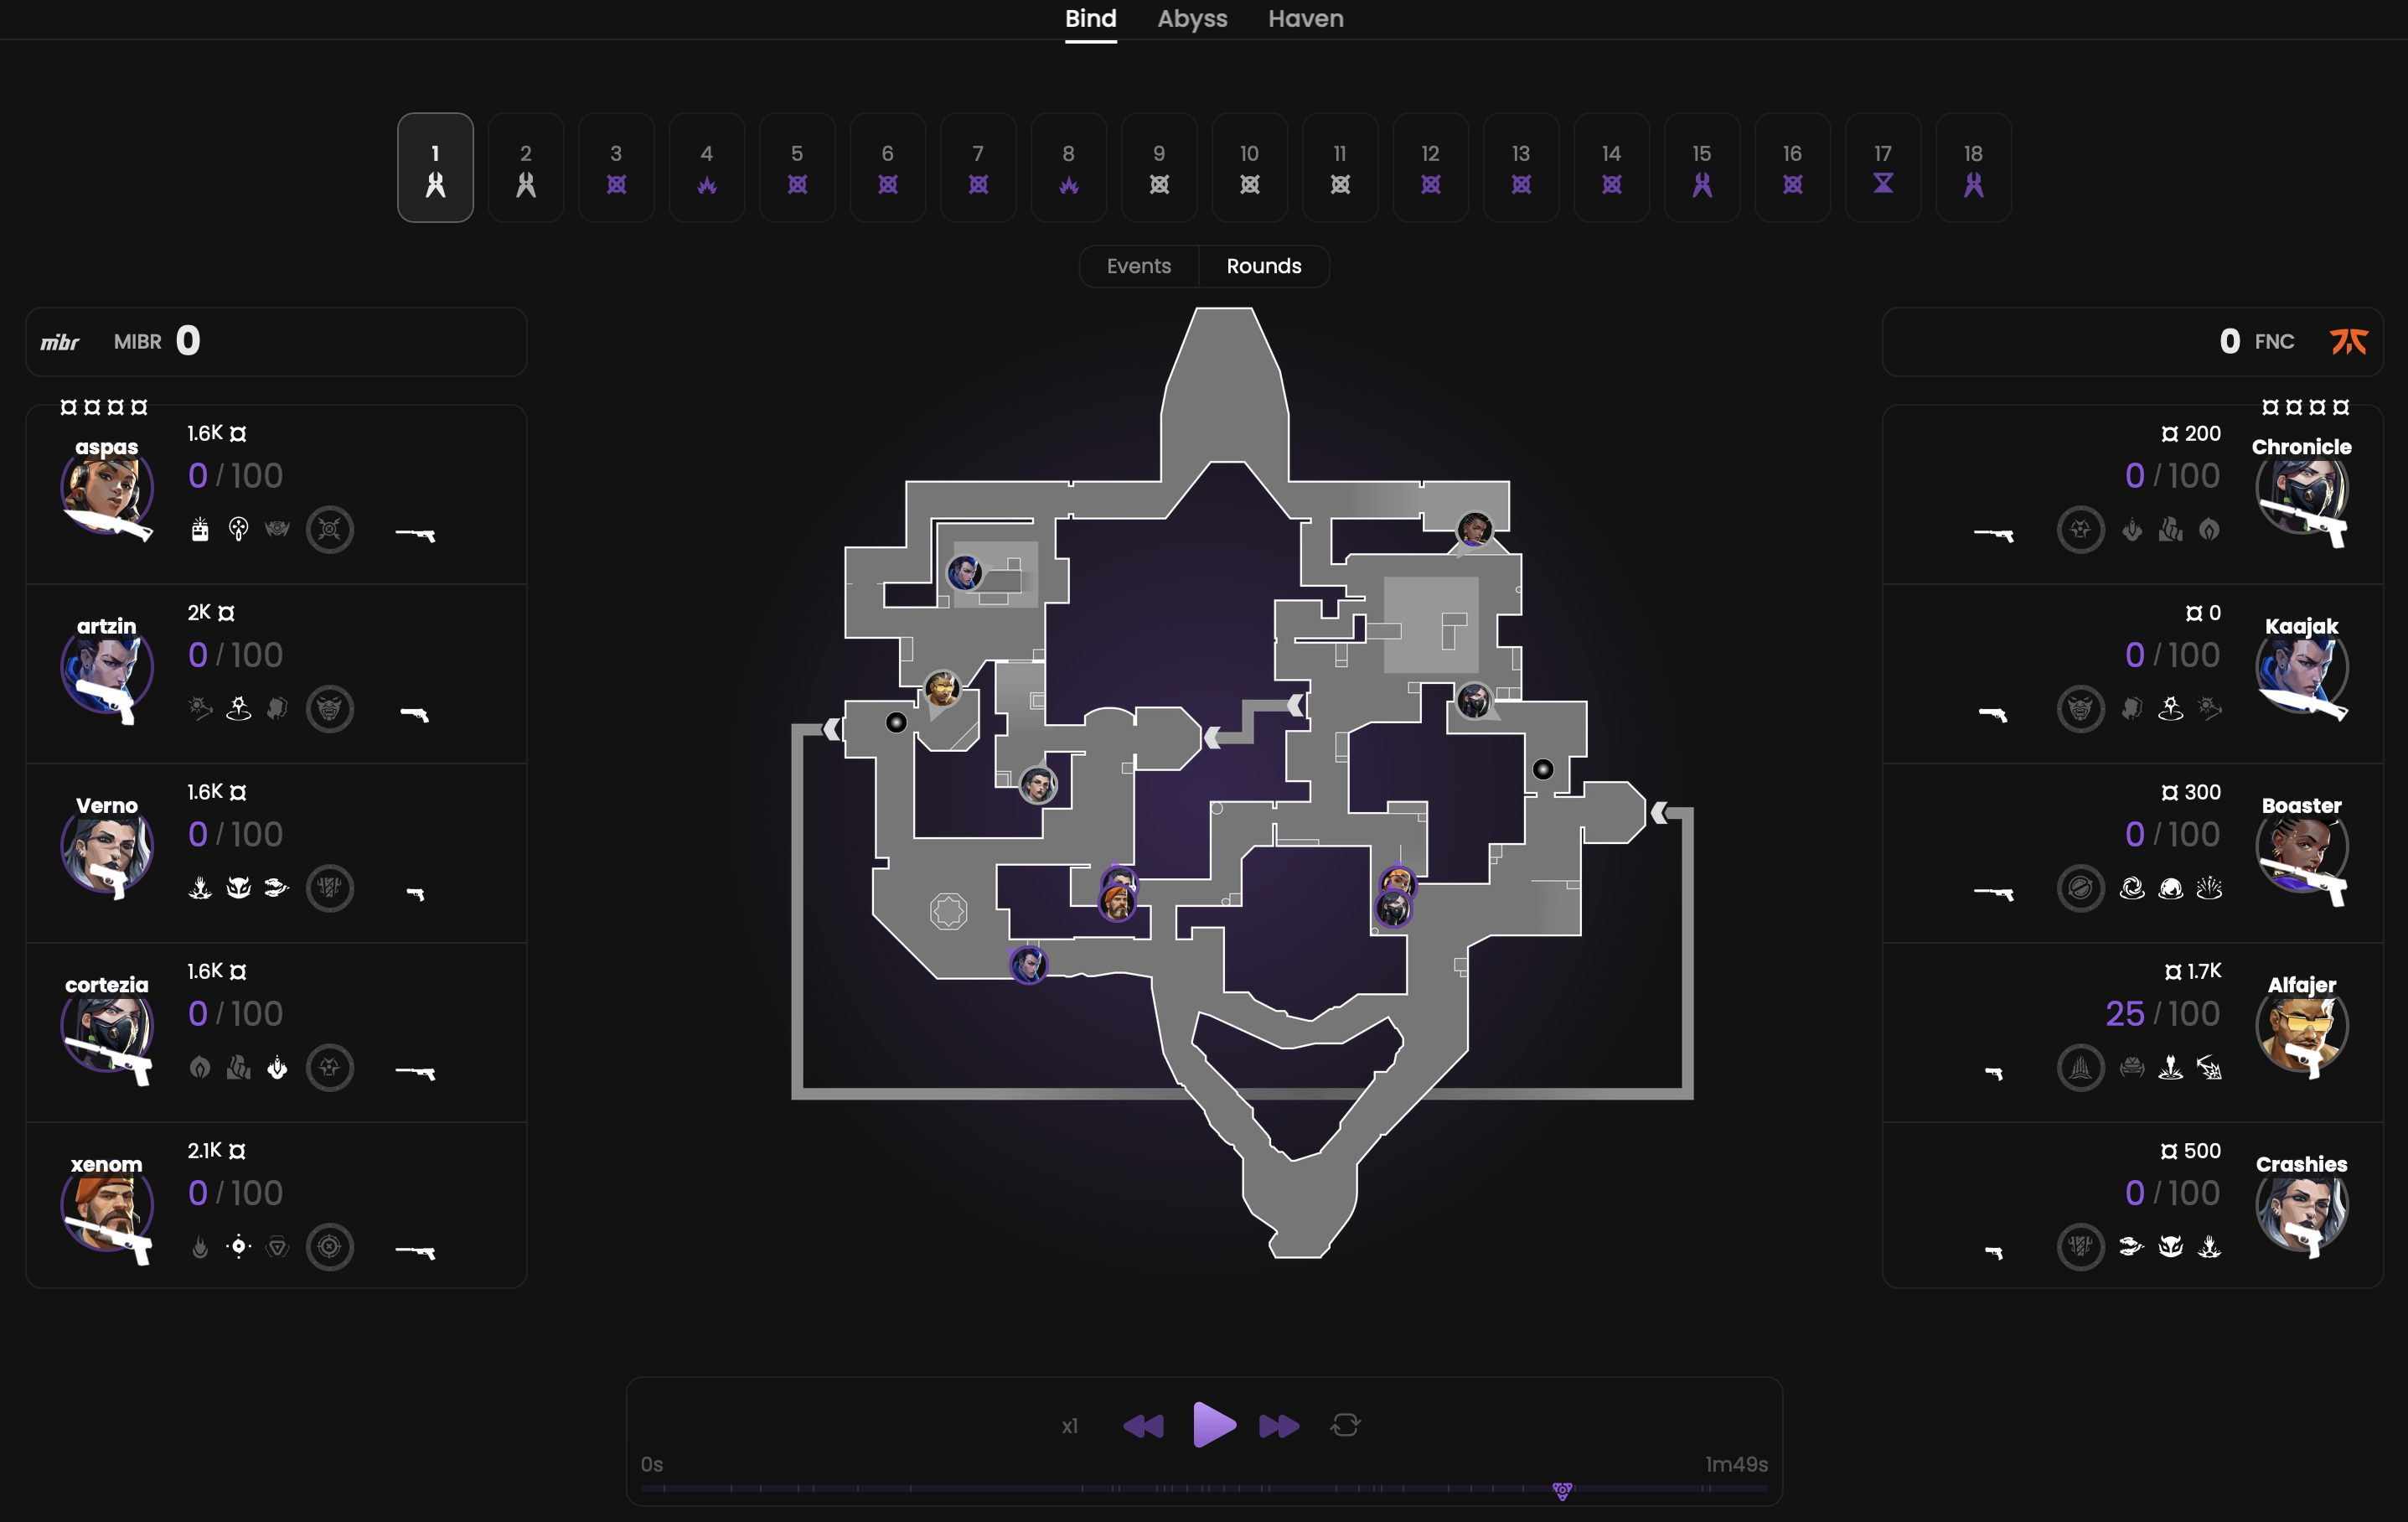 Bind Abyss Haven
1 2 3 4 5 6 7 8 9 10 11 12 13 14 15 16 17 18
Events Rounds
mibr MIBR 0
0 FNC
aspas
1.6K
0 / 100
artzin
2K
0 / 100
Verno
1.6K
0 / 100
cortezia
1.6K
0 / 100
xenom
2.1K
0 / 100
Chronicle
200
0 / 100
Kaajak
0
0 / 100
Boaster
300
0 / 100
Alfajer
1.7K
25 / 100
Crashies
500
0 / 100
x1
0s 1m49s